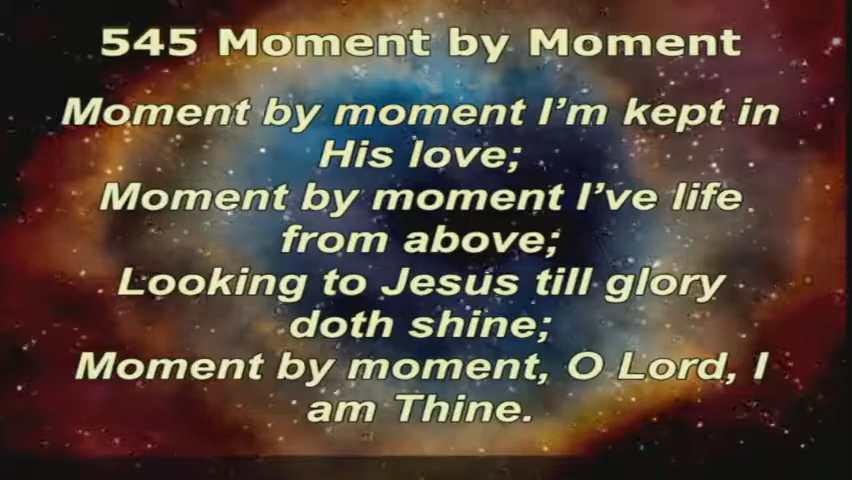 545 Moment by Moment
Moment by moment I'm kept in
His love;
Moment by moment I've life
from above;
Looking to Jesus till glory
doth shine;
Moment by moment, O Lord, I
am Thine.